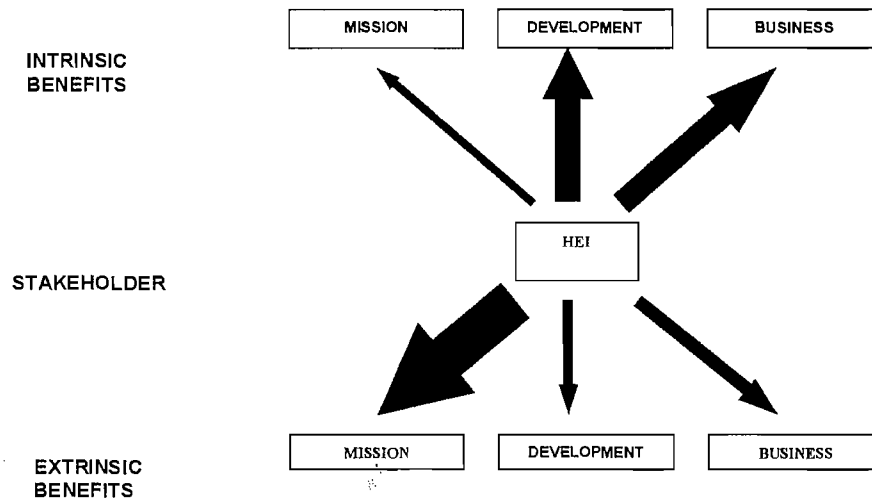 MISSION
DEVELOPMENT
BUSINESS
INTRINSIC
BENEFITS
HEI
STAKEHOLDER
MISSION
DEVELOPMENT
BUSINESS
EXTRINSIC
BENEFITS